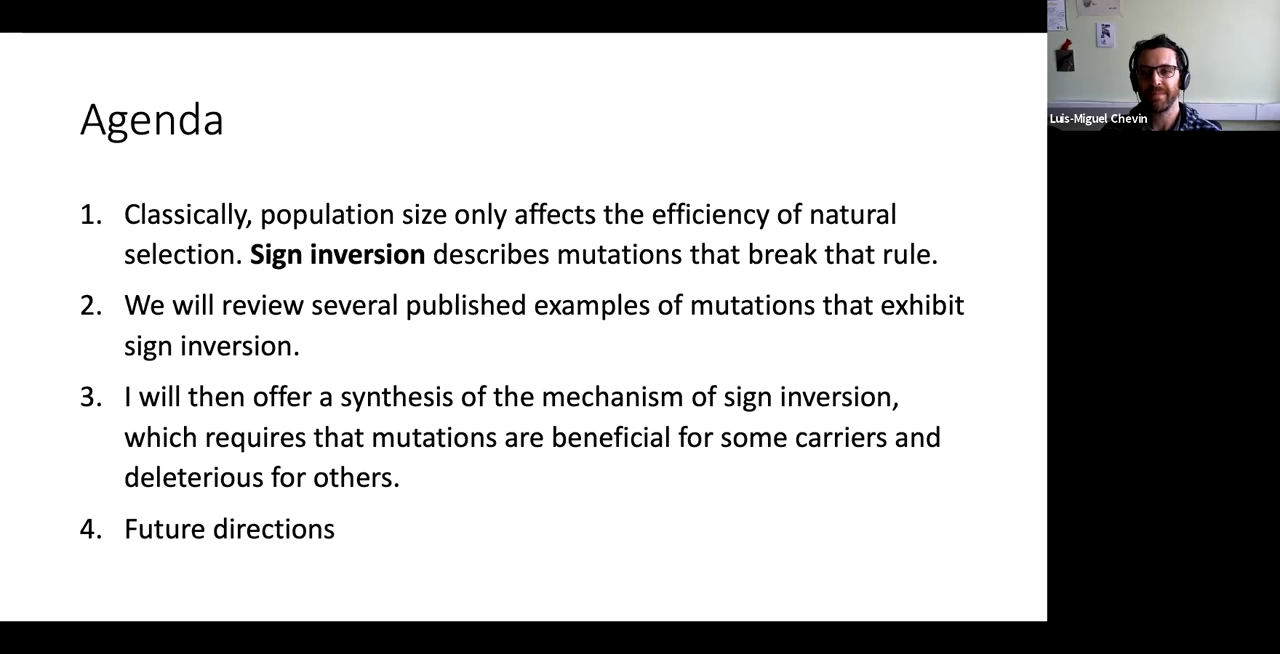 Agenda
1. Classically, population size only affects the efficiency of natural
selection. Sign inversion describes mutations that break that rule.
2. We will review several published examples of mutations that exhibit
sign inversion.
3. I will then offer a synthesis of the mechanism of sign inversion,
which requires that mutations are beneficial for some carriers and
deleterious for others.
4. Future directions
Luis-Miguel Chevin